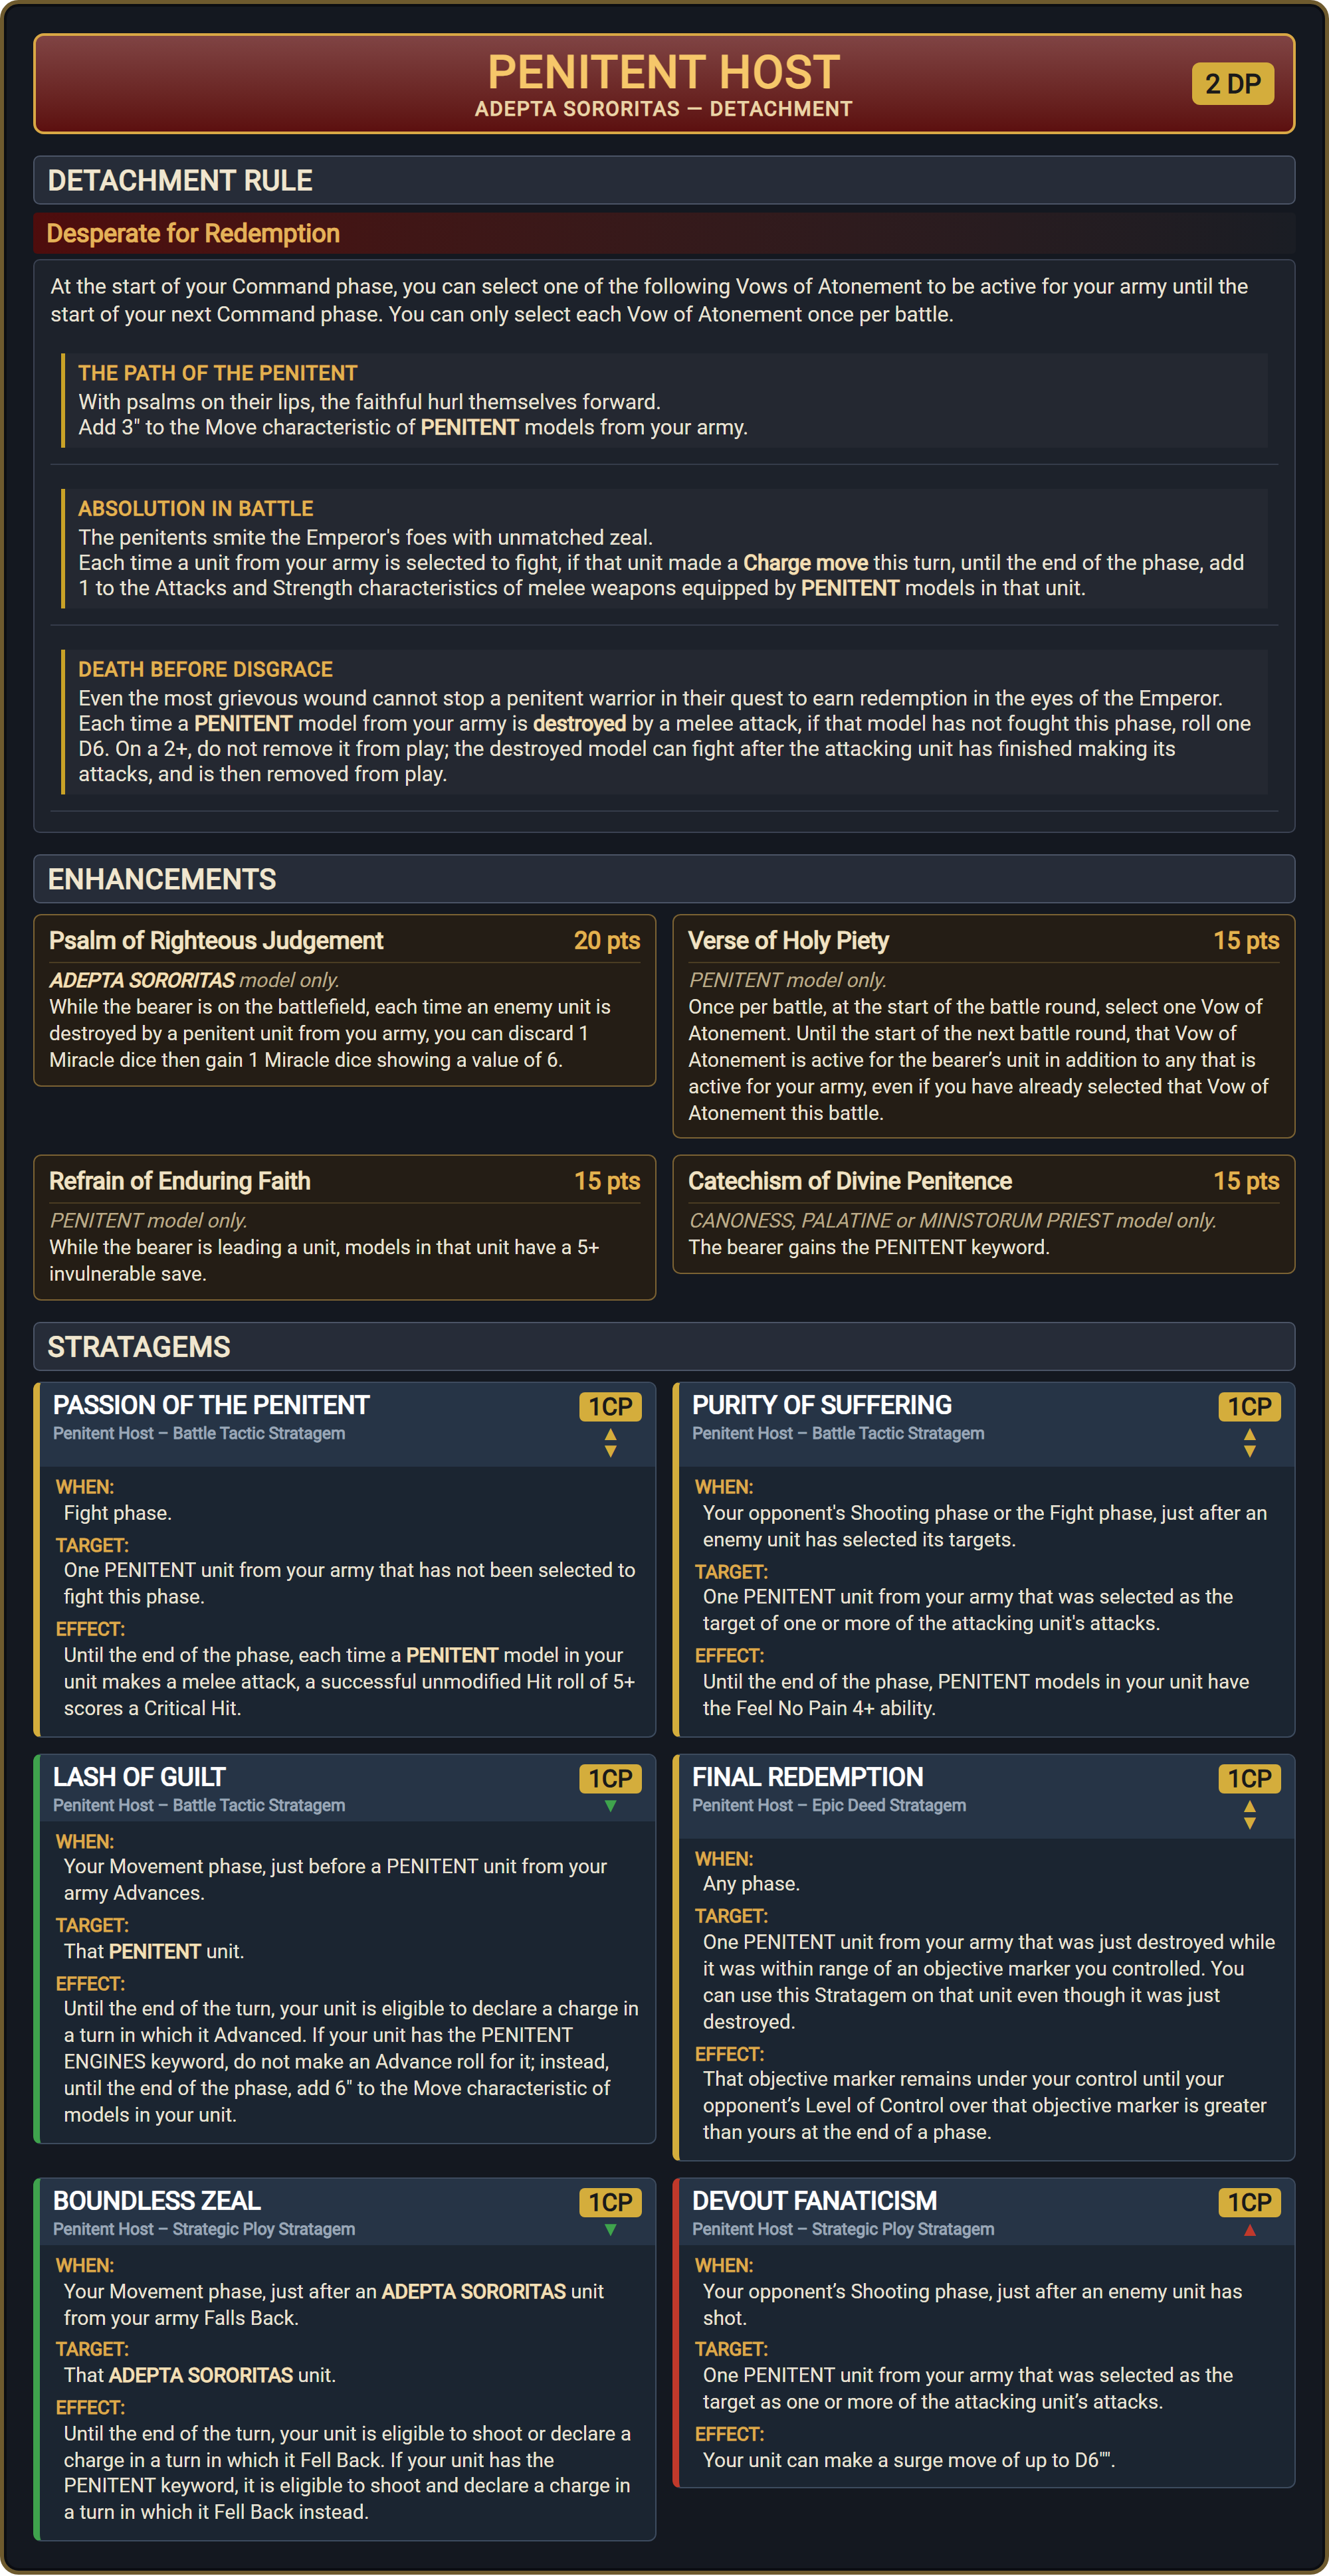 PENITENT HOST
ADEPTA SORORITAS — DETACHMENT
2 DP
DETACHMENT RULE
Desperate for Redemption
At the start of your Command phase, you can select one of the following Vows of Atonement to be active for your army until the
start of your next Command phase. You can only select each Vow of Atonement once per battle.
THE PATH OF THE PENITENT
With psalms on their lips, the faithful hurl themselves forward.
Add 3" to the Move characteristic of PENITENT models from your army.
ABSOLUTION IN BATTLE
The penitents smite the Emperor's foes with unmatched zeal.
Each time a unit from your army is selected to fight, if that unit made a Charge move this turn, until the end of the phase, add
1 to the Attacks and Strength characteristics of melee weapons equipped by PENITENT models in that unit.
DEATH BEFORE DISGRACE
Even the most grievous wound cannot stop a penitent warrior in their quest to earn redemption in the eyes of the Emperor.
Each time a PENITENT model from your army is destroyed by a melee attack, if that model has not fought this phase, roll one
D6. On a 2+, do not remove it from play; the destroyed model can fight after the attacking unit has finished making its
attacks, and is then removed from play.
ENHANCEMENTS
Psalm of Righteous Judgement 20 pts
ADEPTA SORORITAS model only.
While the bearer is on the battlefield, each time an enemy unit is
destroyed by a penitent unit from you army, you can discard 1
Miracle dice then gain 1 Miracle dice showing a value of 6.
Verse of Holy Piety 15 pts
PENITENT model only.
Once per battle, at the start of the battle round, select one Vow of
Atonement. Until the start of the next battle round, that Vow of
Atonement is active for the bearer’s unit in addition to any that is
active for your army, even if you have already selected that Vow of
Atonement this battle.
Refrain of Enduring Faith 15 pts
PENITENT model only.
While the bearer is leading a unit, models in that unit have a 5+
invulnerable save.
Catechism of Divine Penitence 15 pts
CANONESS, PALATINE or MINISTORUM PRIEST model only.
The bearer gains the PENITENT keyword.
STRATAGEMS
PASSION OF THE PENITENT 1CP
Penitent Host – Battle Tactic Stratagem
▲
▼
WHEN:
Fight phase.
TARGET:
One PENITENT unit from your army that has not been selected to
fight this phase.
EFFECT:
Until the end of the phase, each time a PENITENT model in your
unit makes a melee attack, a successful unmodified Hit roll of 5+
scores a Critical Hit.
PURITY OF SUFFERING 1CP
Penitent Host – Battle Tactic Stratagem
▲
▼
WHEN:
Your opponent's Shooting phase or the Fight phase, just after an
enemy unit has selected its targets.
TARGET:
One PENITENT unit from your army that was selected as the
target of one or more of the attacking unit's attacks.
EFFECT:
Until the end of the phase, PENITENT models in your unit have
the Feel No Pain 4+ ability.
LASH OF GUILT 1CP
Penitent Host – Battle Tactic Stratagem
▼
WHEN:
Your Movement phase, just before a PENITENT unit from your
army Advances.
TARGET:
That PENITENT unit.
EFFECT:
Until the end of the turn, your unit is eligible to declare a charge in
a turn in which it Advanced. If your unit has the PENITENT
ENGINES keyword, do not make an Advance roll for it; instead,
until the end of the phase, add 6" to the Move characteristic of
models in your unit.
FINAL REDEMPTION 1CP
Penitent Host – Epic Deed Stratagem
▲
▼
WHEN:
Any phase.
TARGET:
One PENITENT unit from your army that was just destroyed while
it was within range of an objective marker you controlled. You
can use this Stratagem on that unit even though it was just
destroyed.
EFFECT:
That objective marker remains under your control until your
opponent’s Level of Control over that objective marker is greater
than yours at the end of a phase.
BOUNDLESS ZEAL 1CP
Penitent Host – Strategic Ploy Stratagem
▼
WHEN:
Your Movement phase, just after an ADEPTA SORORITAS unit
from your army Falls Back.
TARGET:
That ADEPTA SORORITAS unit.
EFFECT:
Until the end of the turn, your unit is eligible to shoot or declare a
charge in a turn in which it Fell Back. If your unit has the
PENITENT keyword, it is eligible to shoot and declare a charge in
a turn in which it Fell Back instead.
DEVOUT FANATICISM 1CP
Penitent Host – Strategic Ploy Stratagem
▲
WHEN:
Your opponent’s Shooting phase, just after an enemy unit has
shot.
TARGET:
One PENITENT unit from your army that was selected as the
target as one or more of the attacking unit’s attacks.
EFFECT:
Your unit can make a surge move of up to D6"".